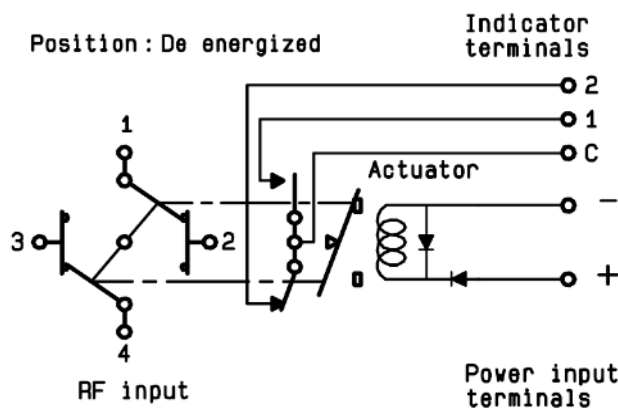 Position : De energized
Indicator
terminals
2
1
C
1
Actuator
-
3
2
+
4
RF input
Power input
terminals